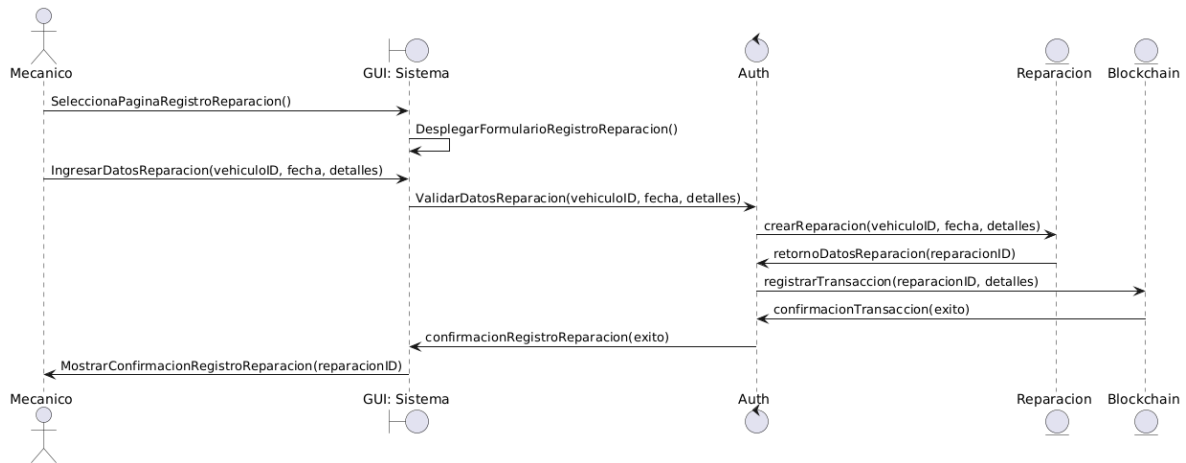 Mecanico
GUI: Sistema
Auth
Reparacion
Blockchain
SeleccionaPaginaRegistroReparacion()
DesplegarFormularioRegistroReparacion()
IngresarDatosReparacion(vehiculoID, fecha, detalles)
ValidarDatosReparacion(vehiculoID, fecha, detalles)
crearReparacion(vehiculoID, fecha, detalles)
retornoDatosReparacion(reparacionID)
registrarTransaccion(reparacionID, detalles)
confirmacionTransaccion(exito)
confirmacionRegistroReparacion(exito)
MostrarConfirmacionRegistroReparacion(reparacionID)
Mecanico
GUI: Sistema
Auth
Reparacion
Blockchain